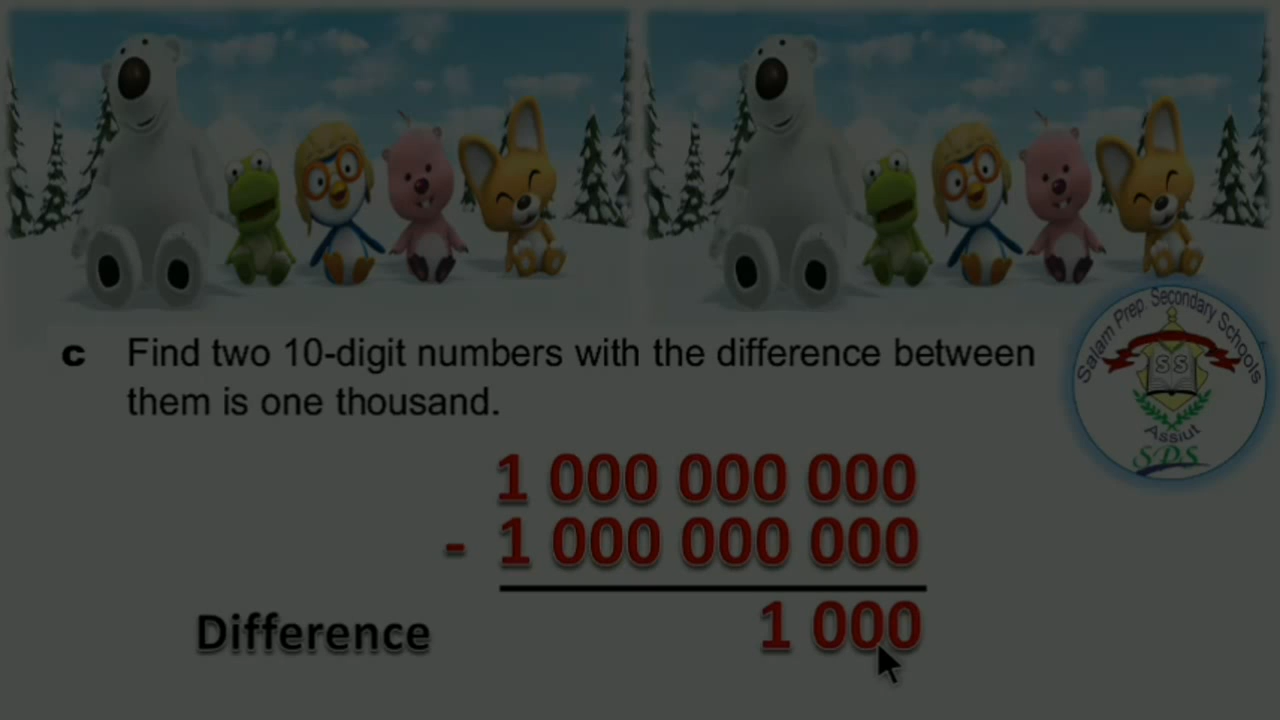 c Find two 10-digit numbers with the difference between
them is one thousand.
Salam Prep. Secondary Schools
SS
Assiut
SPS
1 000 000 000
- 1 000 000 000
Difference 1 000